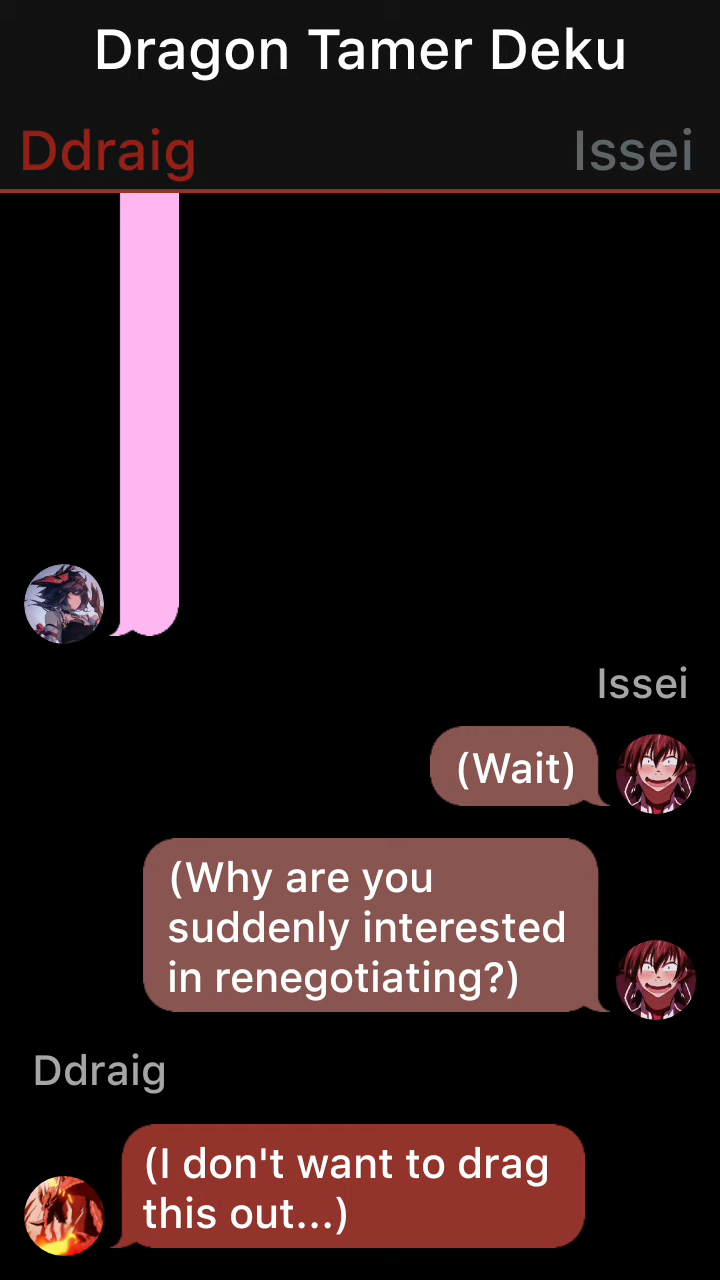 Dragon Tamer Deku
Ddraig
Issei
Issei
(Wait)
(Why are you
suddenly interested
in renegotiating?)
Ddraig
(I don't want to drag
this out...)